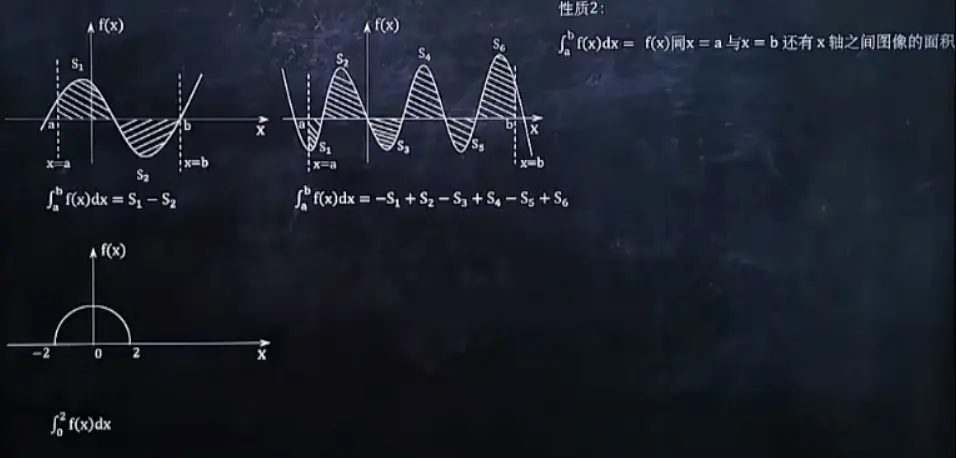 f(x)
S₁
a
b
x
x=a
S₂
x=b
∫ₐᵇ f(x)dx = S₁ − S₂
f(x)
S₂
S₄
S₆
a
b
x
S₁
S₃
S₅
x=a
x=b
∫ₐᵇ f(x)dx = −S₁ + S₂ − S₃ + S₄ − S₅ + S₆
性质2：
∫ₐᵇ f(x)dx = f(x)同x = a 与x = b 还有 x 轴之间图像的面积
f(x)
−2
0
2
x
∫₀² f(x)dx